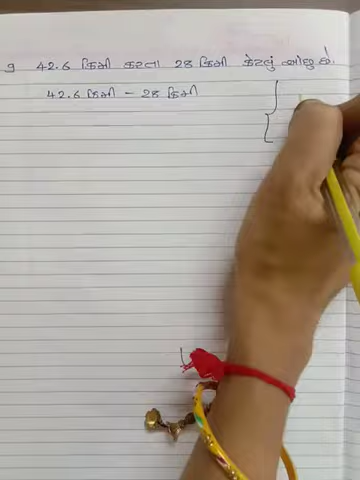 9 42.6 કિમી કરતા 28 કિમી કેટલું ઓછુ છે.
42.6 કિમી - 28 કિમી